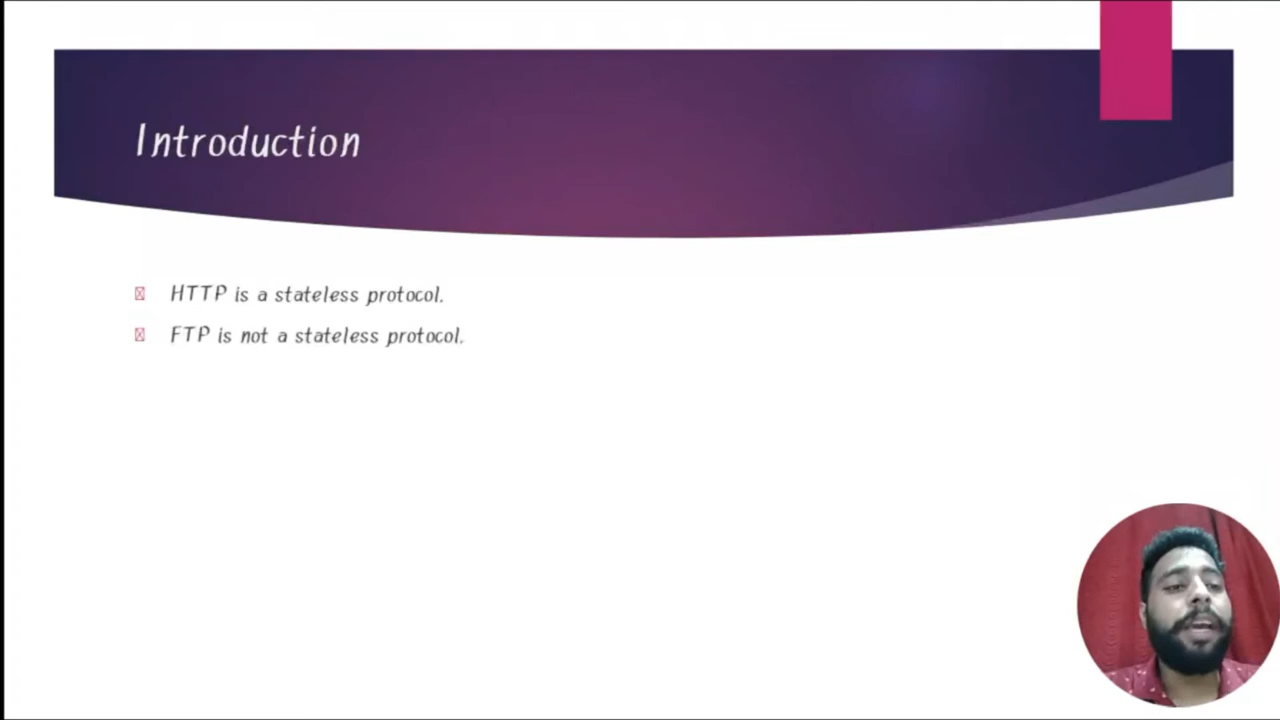 Introduction
HTTP is a stateless protocol.
FTP is not a stateless protocol.